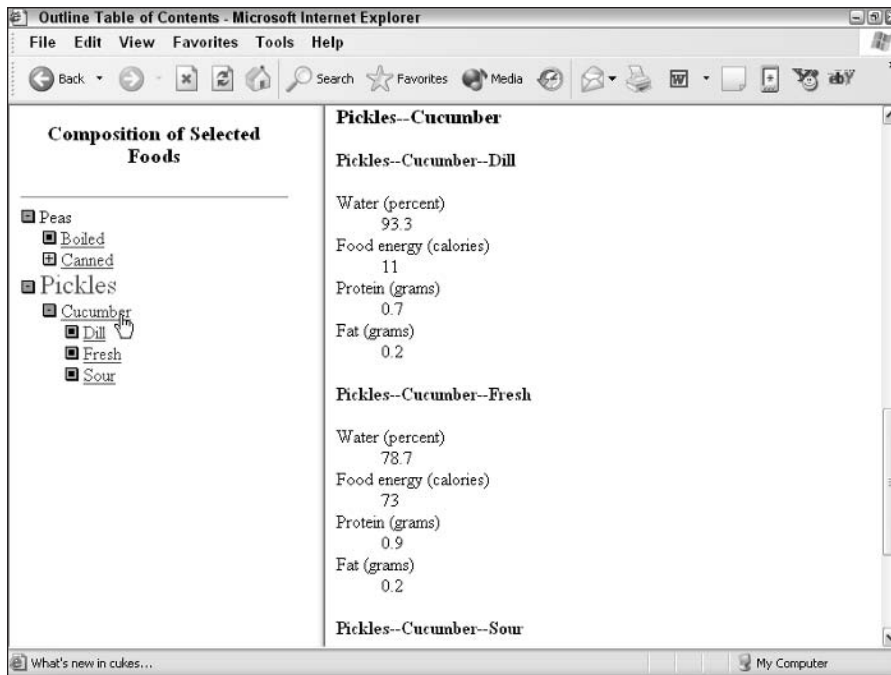 Outline Table of Contents - Microsoft Internet Explorer
File Edit View Favorites Tools Help
Back Search Favorites Media
Composition of Selected
Foods
Peas
Boiled
Canned
Pickles
Cucumber
Dill
Fresh
Sour
Pickles--Cucumber
Pickles--Cucumber--Dill
Water (percent)
93.3
Food energy (calories)
11
Protein (grams)
0.7
Fat (grams)
0.2
Pickles--Cucumber--Fresh
Water (percent)
78.7
Food energy (calories)
73
Protein (grams)
0.9
Fat (grams)
0.2
Pickles--Cucumber--Sour
What's new in cukes...
My Computer